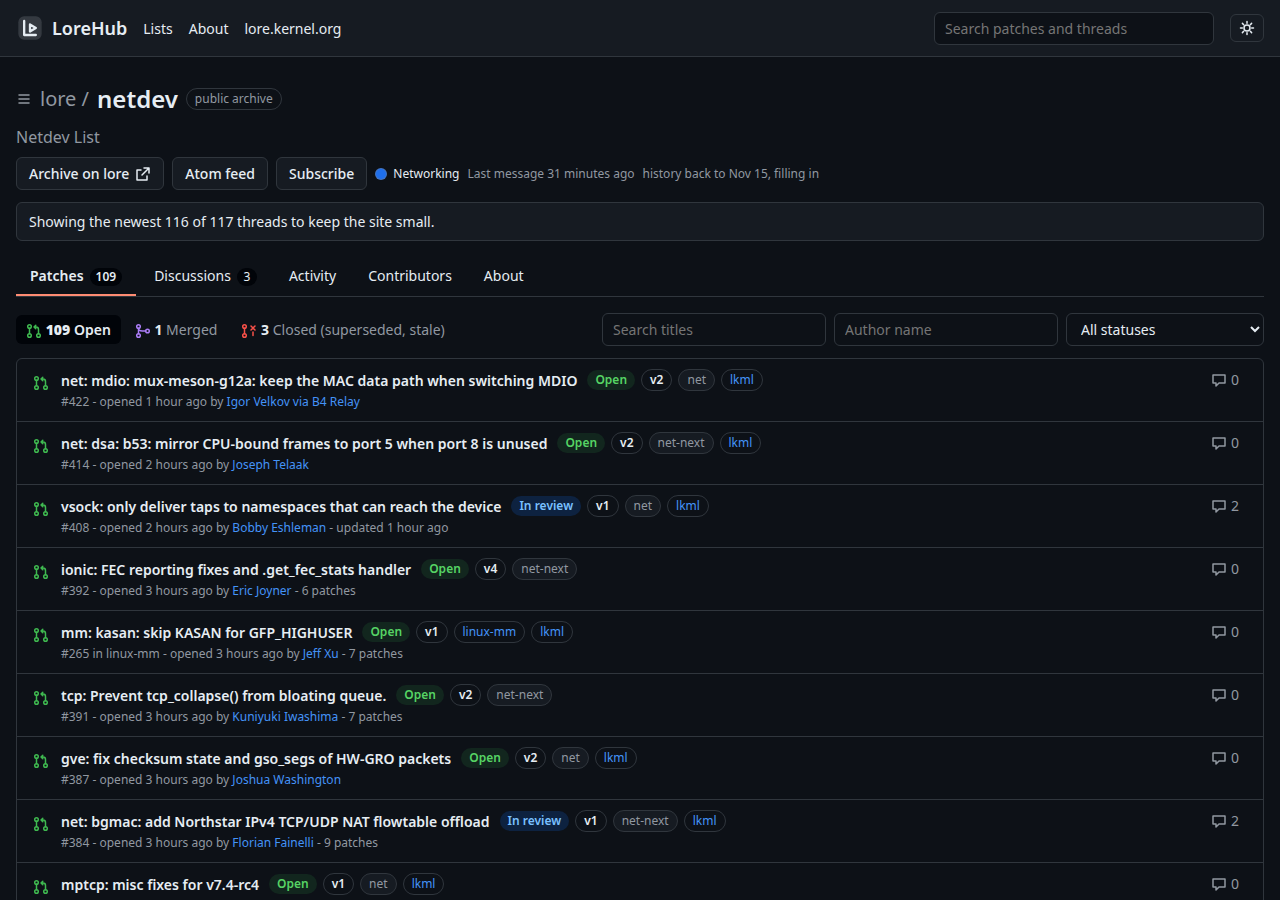 LoreHub Lists About lore.kernel.org Search patches and threads
lore / netdev public archive
Netdev List
Archive on lore Atom feed Subscribe Networking Last message 31 minutes ago history back to Nov 15, filling in
Showing the newest 116 of 117 threads to keep the site small.
Patches 109 Discussions 3 Activity Contributors About
109 Open 1 Merged 3 Closed (superseded, stale) Search titles Author name All statuses
net: mdio: mux-meson-g12a: keep the MAC data path when switching MDIO Open v2 net lkml 0
#422 - opened 1 hour ago by Igor Velkov via B4 Relay
net: dsa: b53: mirror CPU-bound frames to port 5 when port 8 is unused Open v2 net-next lkml 0
#414 - opened 2 hours ago by Joseph Telaak
vsock: only deliver taps to namespaces that can reach the device In review v1 net lkml 2
#408 - opened 2 hours ago by Bobby Eshleman - updated 1 hour ago
ionic: FEC reporting fixes and .get_fec_stats handler Open v4 net-next 0
#392 - opened 3 hours ago by Eric Joyner - 6 patches
mm: kasan: skip KASAN for GFP_HIGHUSER Open v1 linux-mm lkml 0
#265 in linux-mm - opened 3 hours ago by Jeff Xu - 7 patches
tcp: Prevent tcp_collapse() from bloating queue. Open v2 net-next 0
#391 - opened 3 hours ago by Kuniyuki Iwashima - 7 patches
gve: fix checksum state and gso_segs of HW-GRO packets Open v2 net lkml 0
#387 - opened 3 hours ago by Joshua Washington
net: bgmac: add Northstar IPv4 TCP/UDP NAT flowtable offload In review v1 net-next lkml 2
#384 - opened 3 hours ago by Florian Fainelli - 9 patches
mptcp: misc fixes for v7.4-rc4 Open v1 net lkml 0